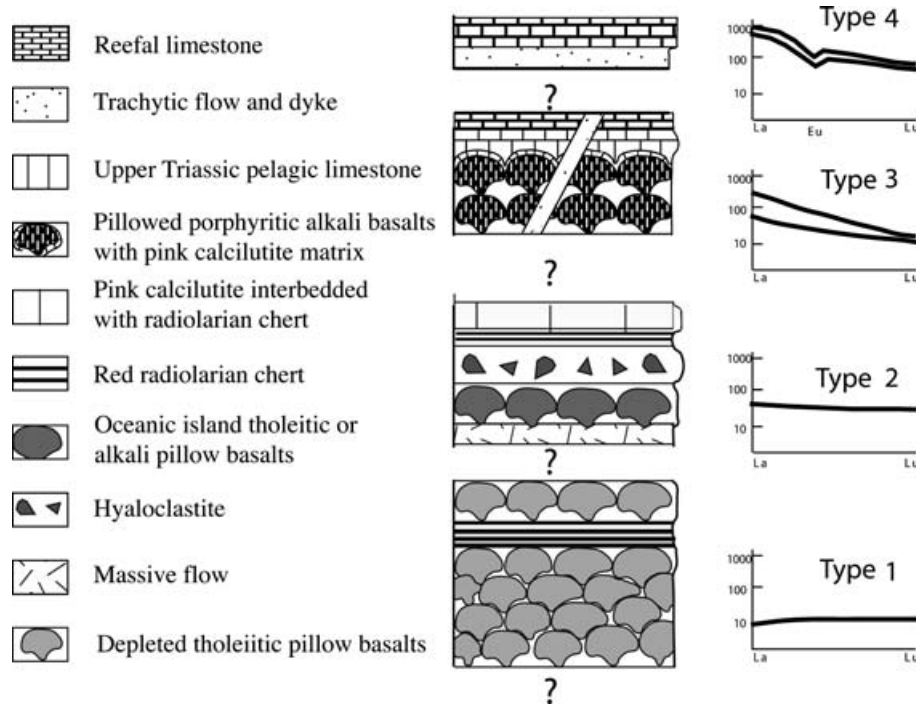 Reefal limestone
Trachytic flow and dyke
Upper Triassic pelagic limestone
Pillowed porphyritic alkali basalts
with pink calcilutite matrix
Pink calcilutite interbedded
with radiolarian chert
Red radiolarian chert
Oceanic island tholeitic or
alkali pillow basalts
Hyaloclastite
Massive flow
Depleted tholeiitic pillow basalts
?
?
?
?
Type 4
1000
100
10
La
Eu
Lu
Type 3
1000
100
10
La
Lu
Type 2
1000
100
10
La
Lu
Type 1
1000
100
10
La
Lu